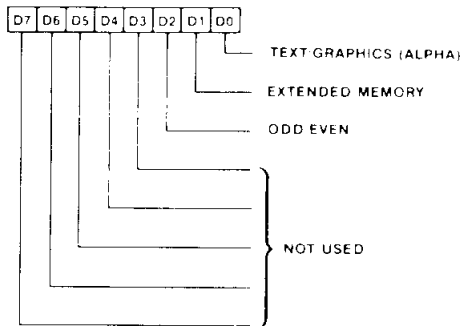 D7 D6 D5 D4 D3 D2 D1 D0
TEXT/GRAPHICS (ALPHA)
EXTENDED MEMORY
ODD EVEN
NOT USED